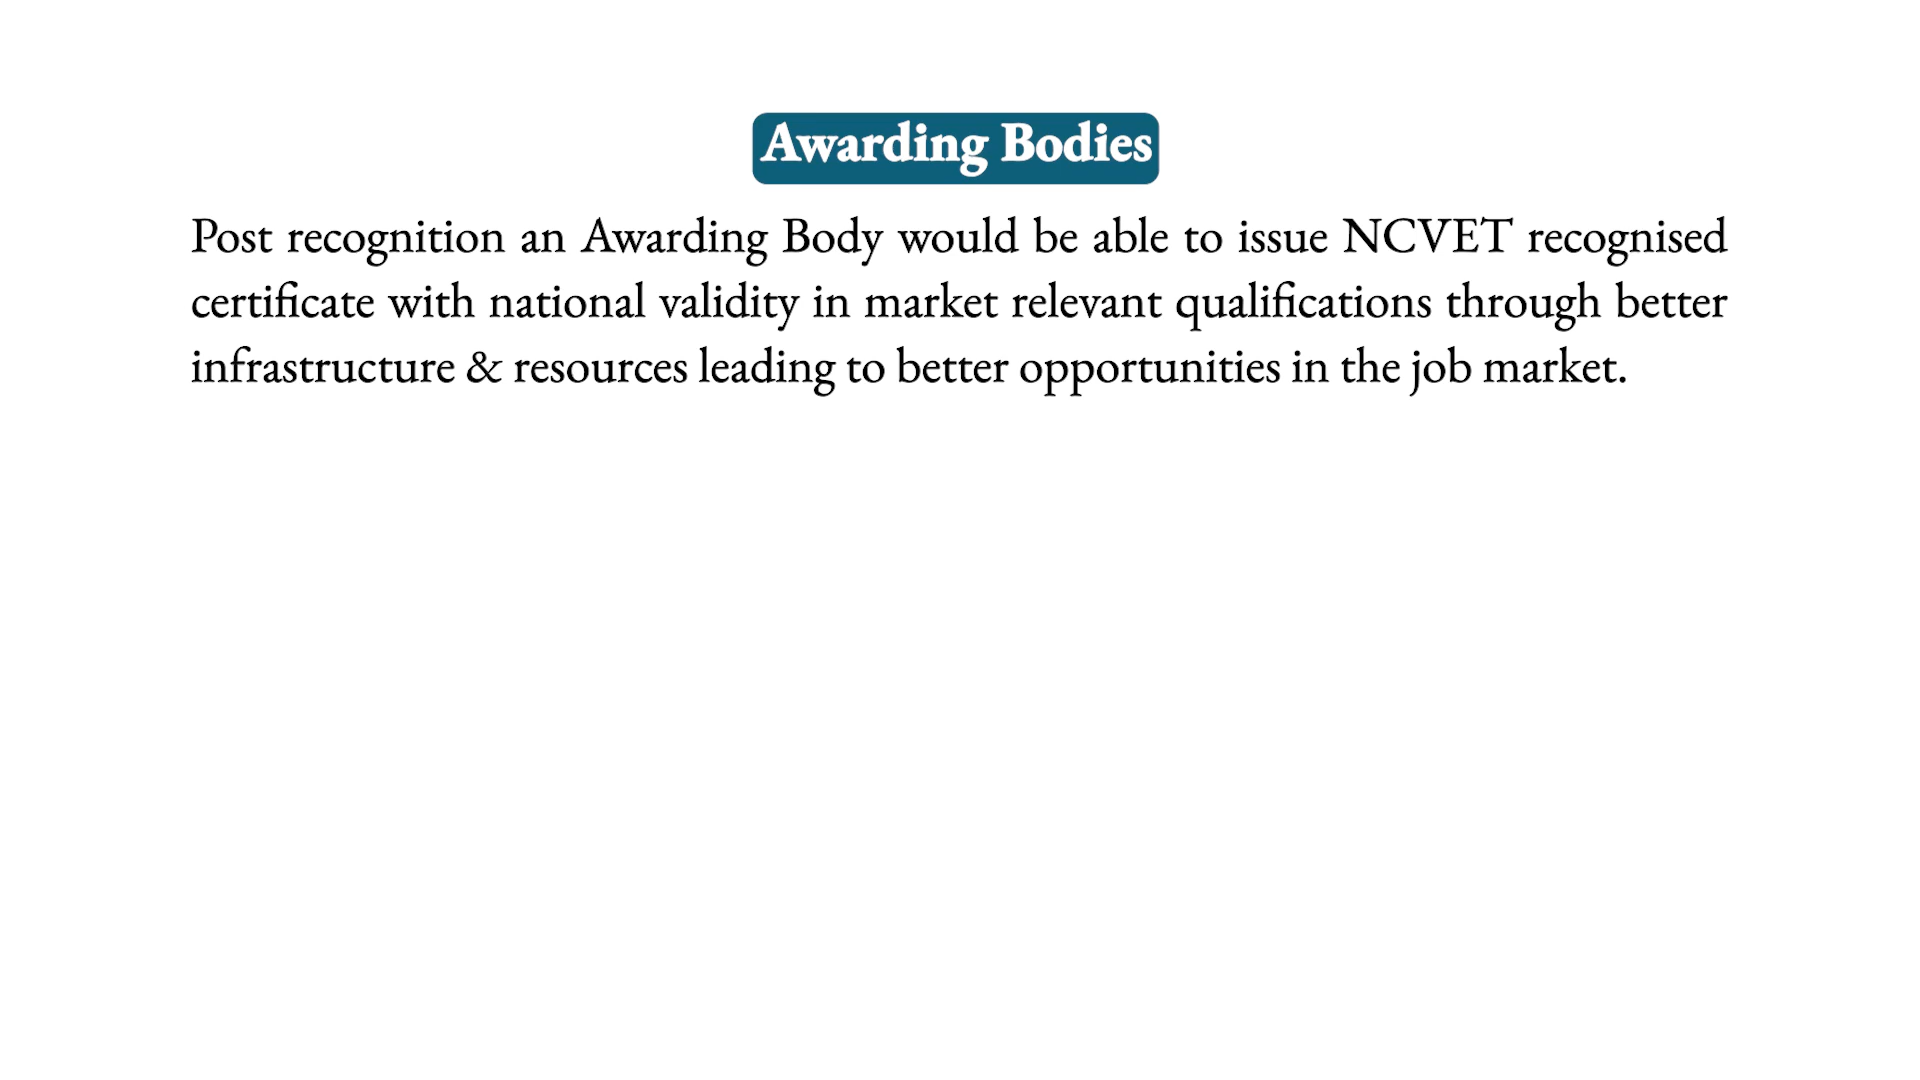 Awarding Bodies
Post recognition an Awarding Body would be able to issue NCVET recognised
certificate with national validity in market relevant qualifications through better
infrastructure & resources leading to better opportunities in the job market.